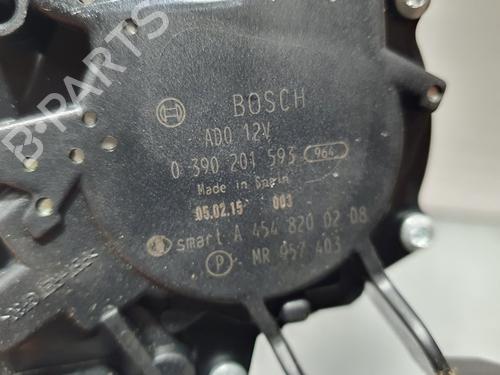 BOSCH
ADO 12V
0 390 201 593 964
Made in Spain
05.02.15 003
smart A 454 820 02 08
P MR 957 403
B-PARTS